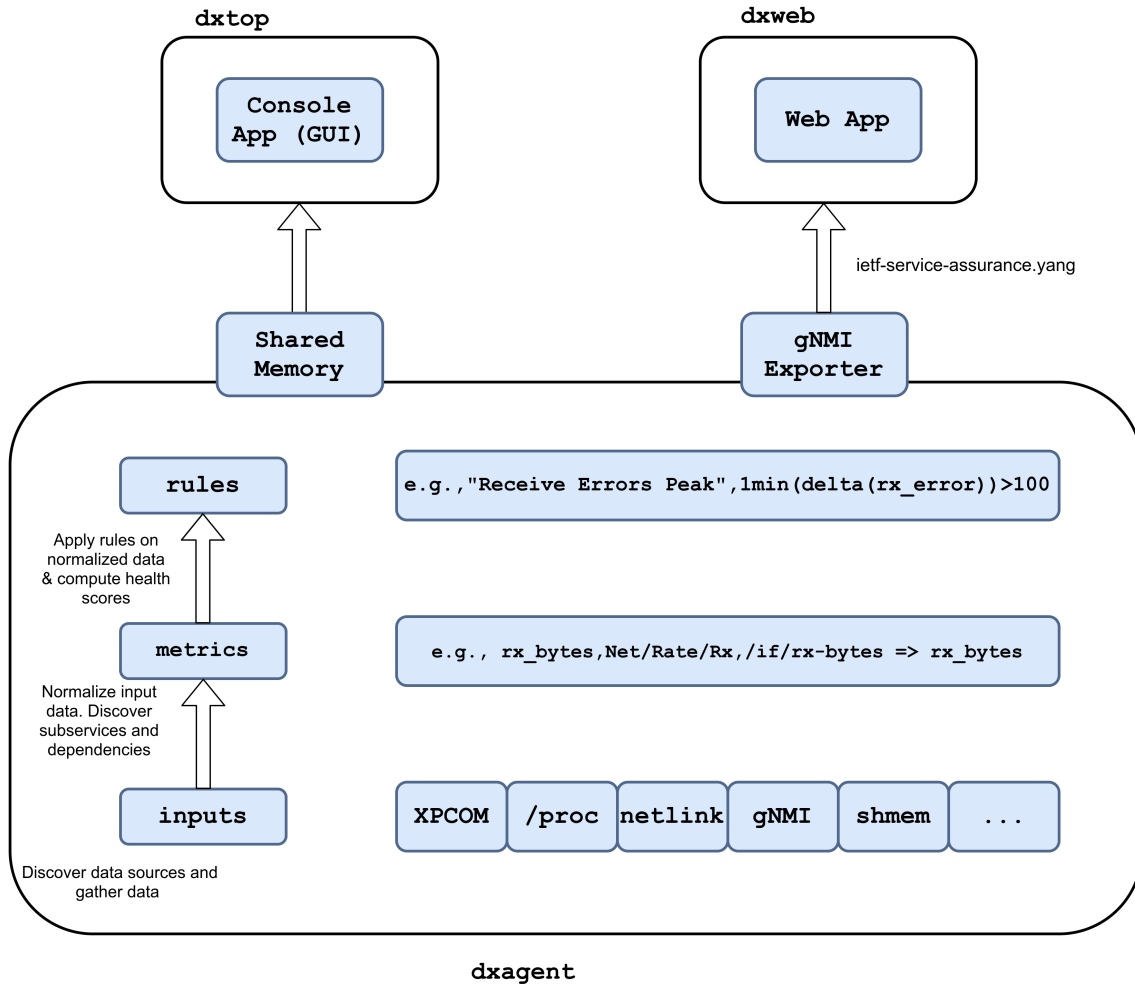 dxtop
dxweb
Console
App (GUI)
Web App
ietf-service-assurance.yang
Shared
Memory
gNMI
Exporter
rules
e.g.,"Receive Errors Peak",1min(delta(rx_error))>100
Apply rules on
normalized data
& compute health
scores
metrics
e.g., rx_bytes,Net/Rate/Rx,/if/rx-bytes => rx_bytes
Normalize input
data. Discover
subservices and
dependencies
inputs
XPCOM
/proc
netlink
gNMI
shmem
...
Discover data sources and
gather data
dxagent